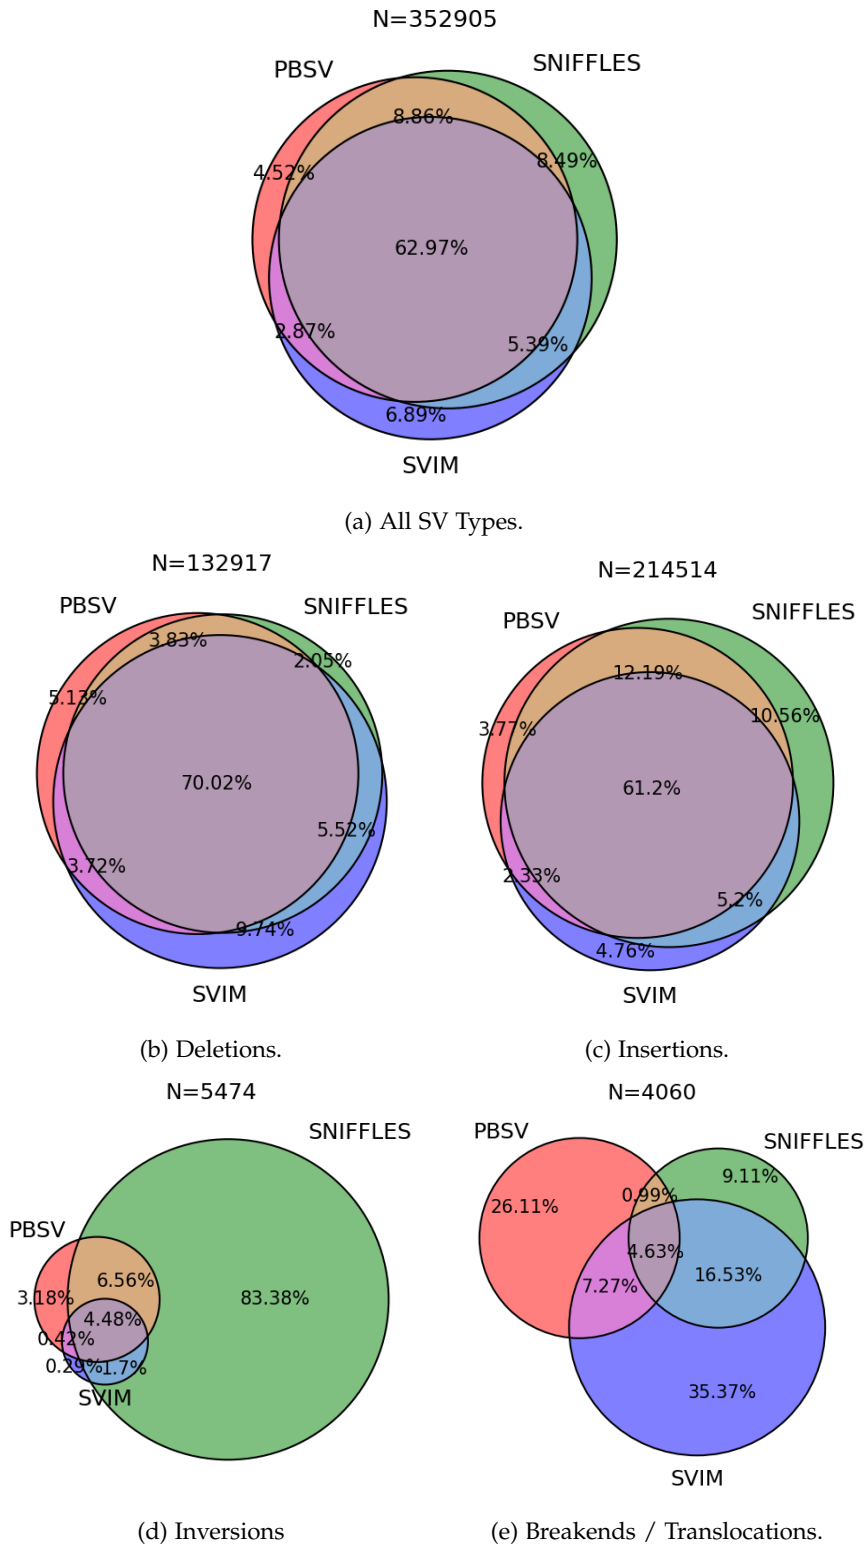 N=352905
PBSV
SNIFFLES
8.86%
4.52%
8.49%
62.97%
2.87%
5.39%
6.89%
SVIM
(a) All SV Types.
N=132917
PBSV
SNIFFLES
3.83%
2.05%
5.13%
70.02%
5.52%
3.72%
9.74%
SVIM
(b) Deletions.
N=214514
PBSV
SNIFFLES
12.19%
3.77%
10.56%
61.2%
2.33%
5.2%
4.76%
SVIM
(c) Insertions.
N=5474
SNIFFLES
PBSV
6.56%
3.18%
83.38%
4.48%
0.42%
0.29%
1.7%
SVIM
(d) Inversions
N=4060
PBSV
SNIFFLES
9.11%
0.99%
26.11%
4.63%
16.53%
7.27%
35.37%
SVIM
(e) Breakends / Translocations.